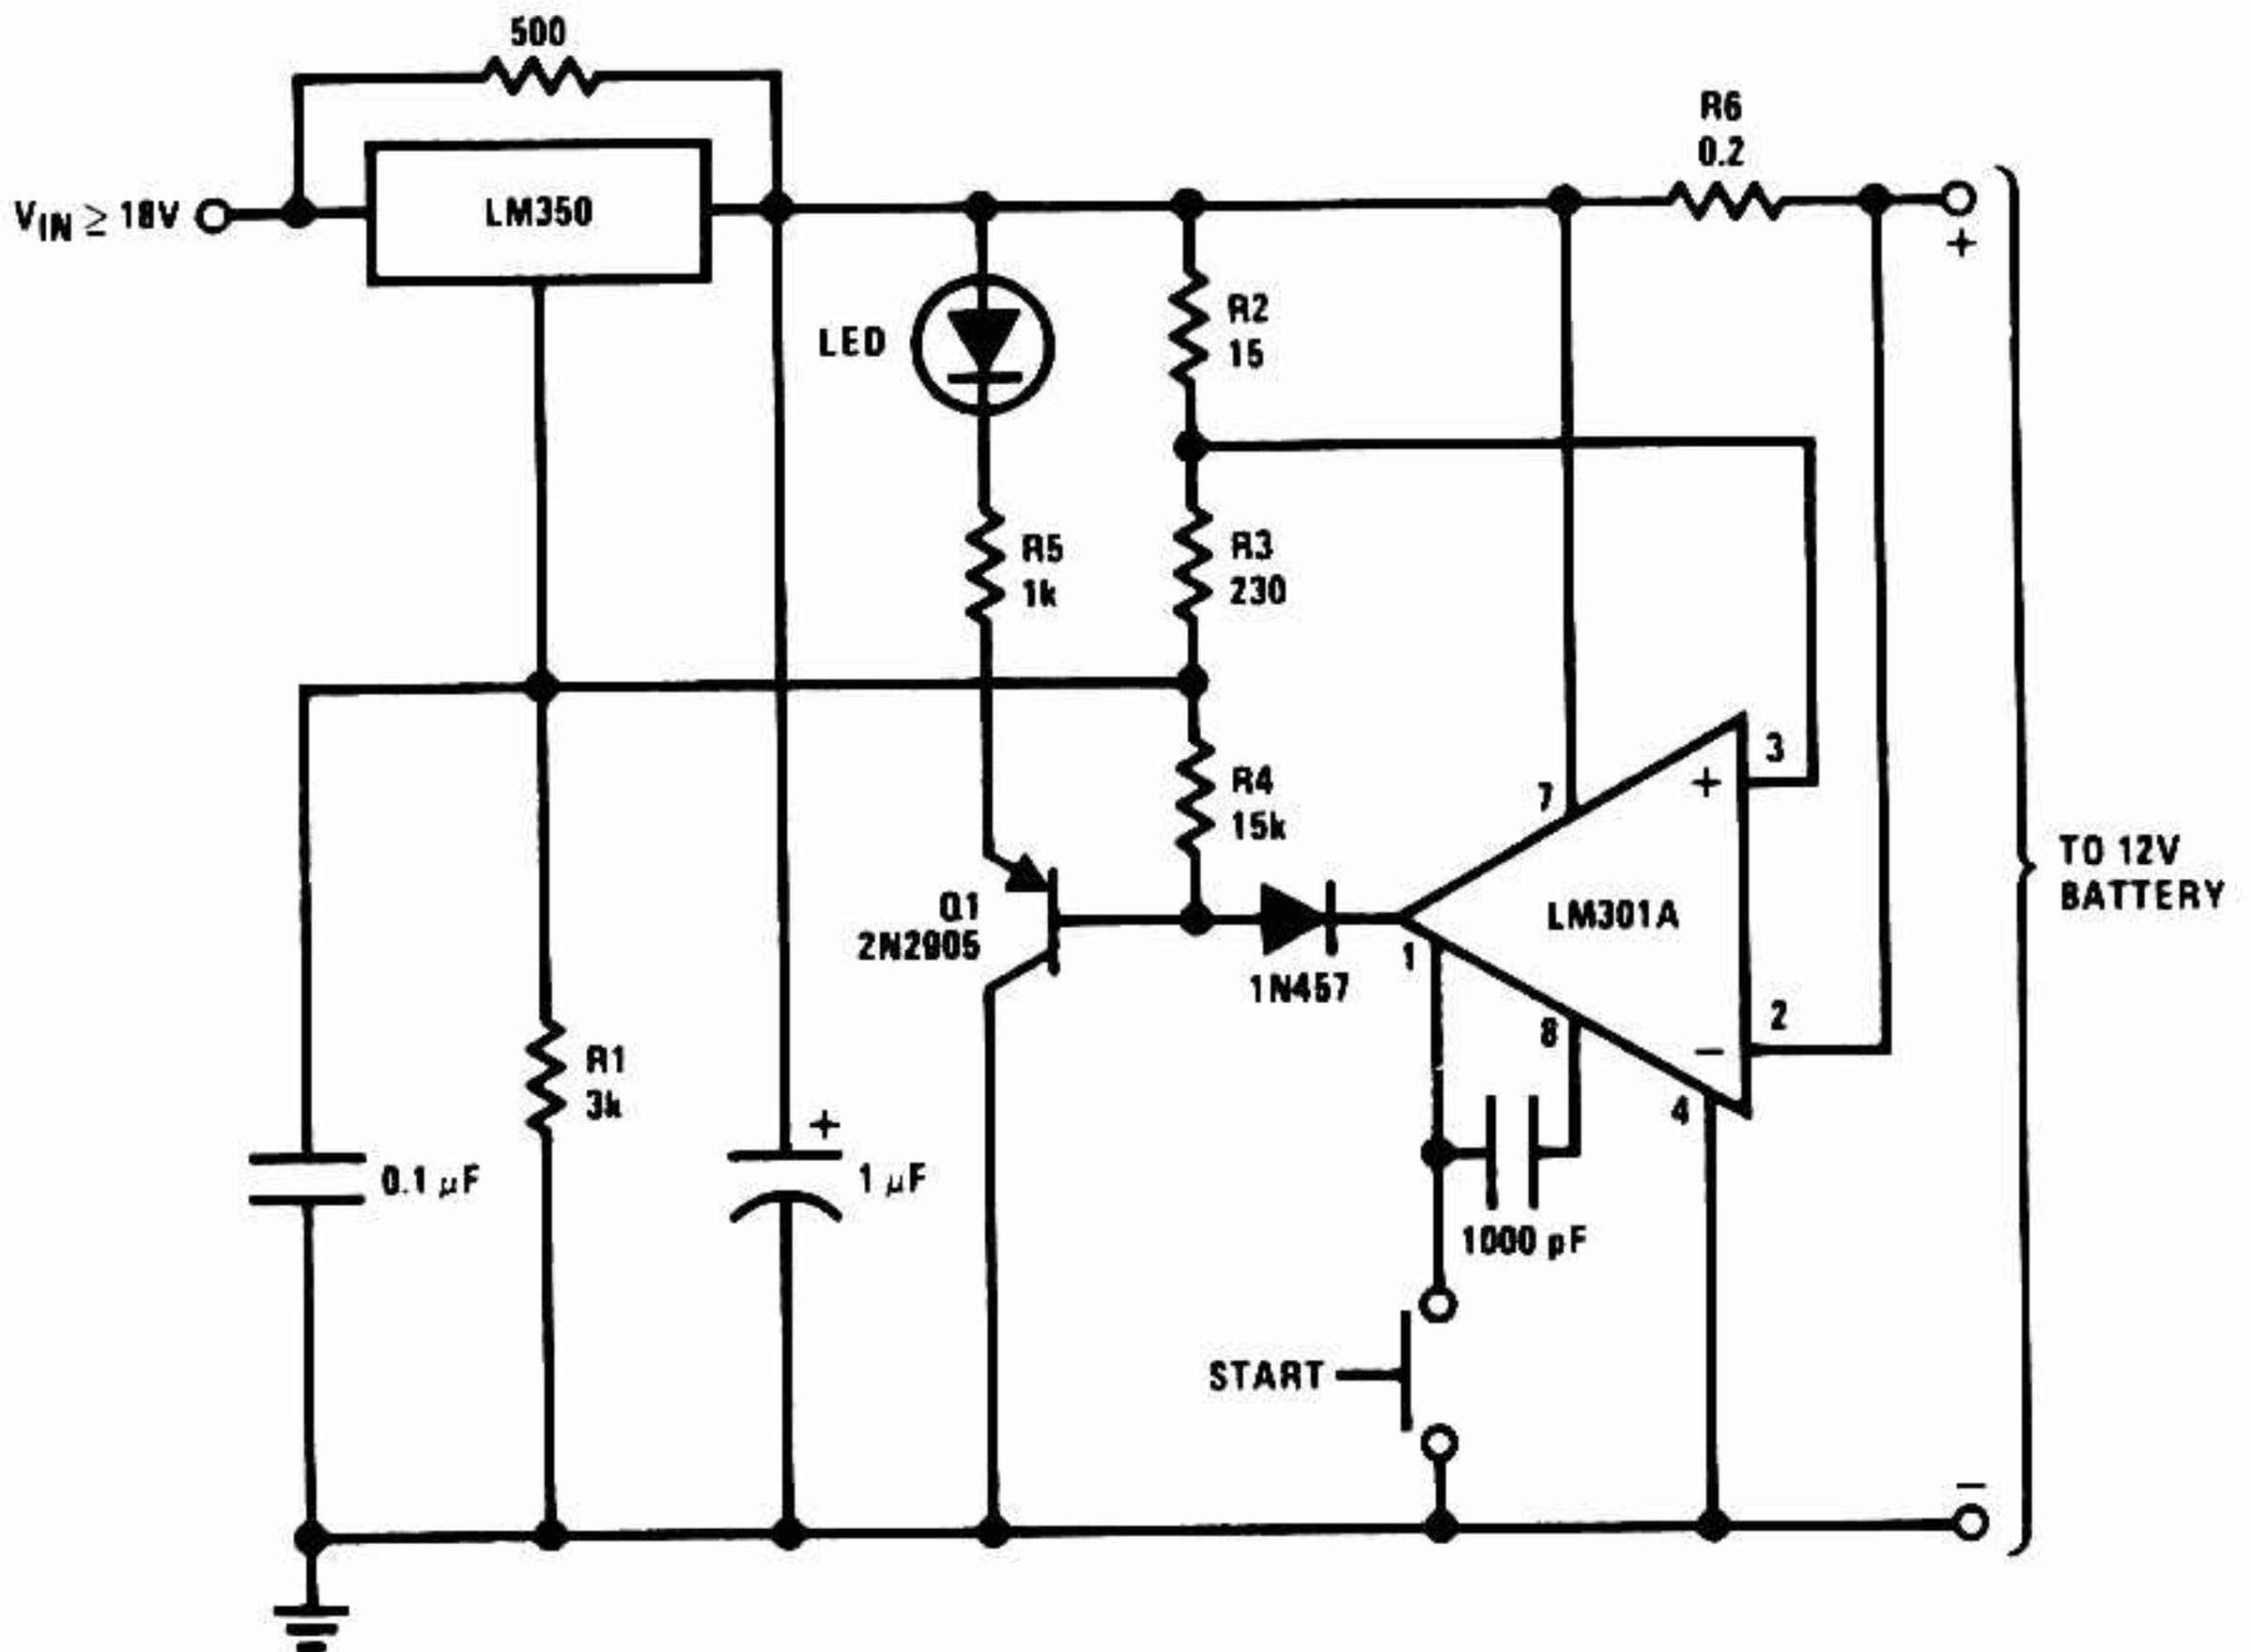 500
R6
0.2
VIN ≥ 18V
LM350
+
LED
R2
15
R3
230
R5
1k
3
+
7
R4
15k
Q1
2N2905
LM301A
TO 12V
BATTERY
1
1N457
2
8
−
R1
3k
4
+
0.1 µF
1 µF
1000 pF
START
−